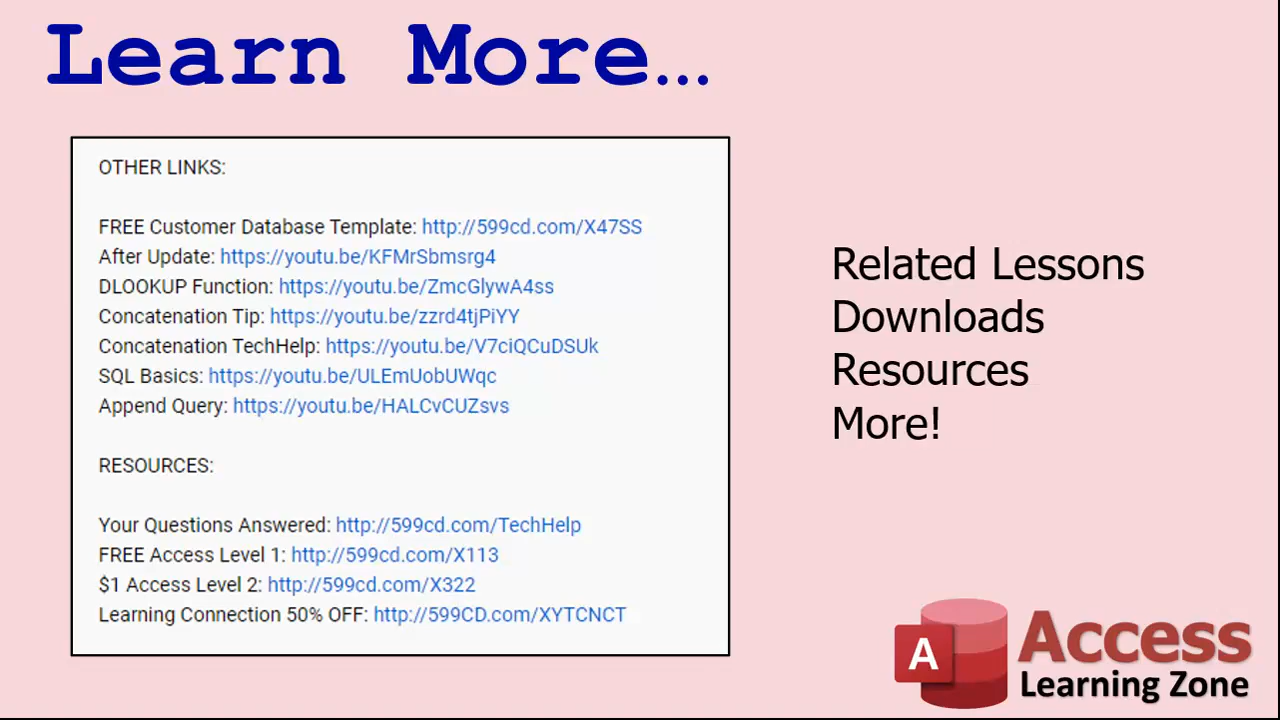 Learn More...
OTHER LINKS:
FREE Customer Database Template: http://599cd.com/X47SS
After Update: https://youtu.be/KFMrSbmsrg4
DLOOKUP Function: https://youtu.be/ZmcGlywA4ss
Concatenation Tip: https://youtu.be/zzrd4tjPiYY
Concatenation TechHelp: https://youtu.be/V7ciQCuDSUk
SQL Basics: https://youtu.be/ULEmUobUWqc
Append Query: https://youtu.be/HALCvCUZsvs
RESOURCES:
Your Questions Answered: http://599cd.com/TechHelp
FREE Access Level 1: http://599cd.com/X113
$1 Access Level 2: http://599cd.com/X322
Learning Connection 50% OFF: http://599CD.com/XYTCNCT
Related Lessons
Downloads
Resources
More!
A
Access
Learning Zone